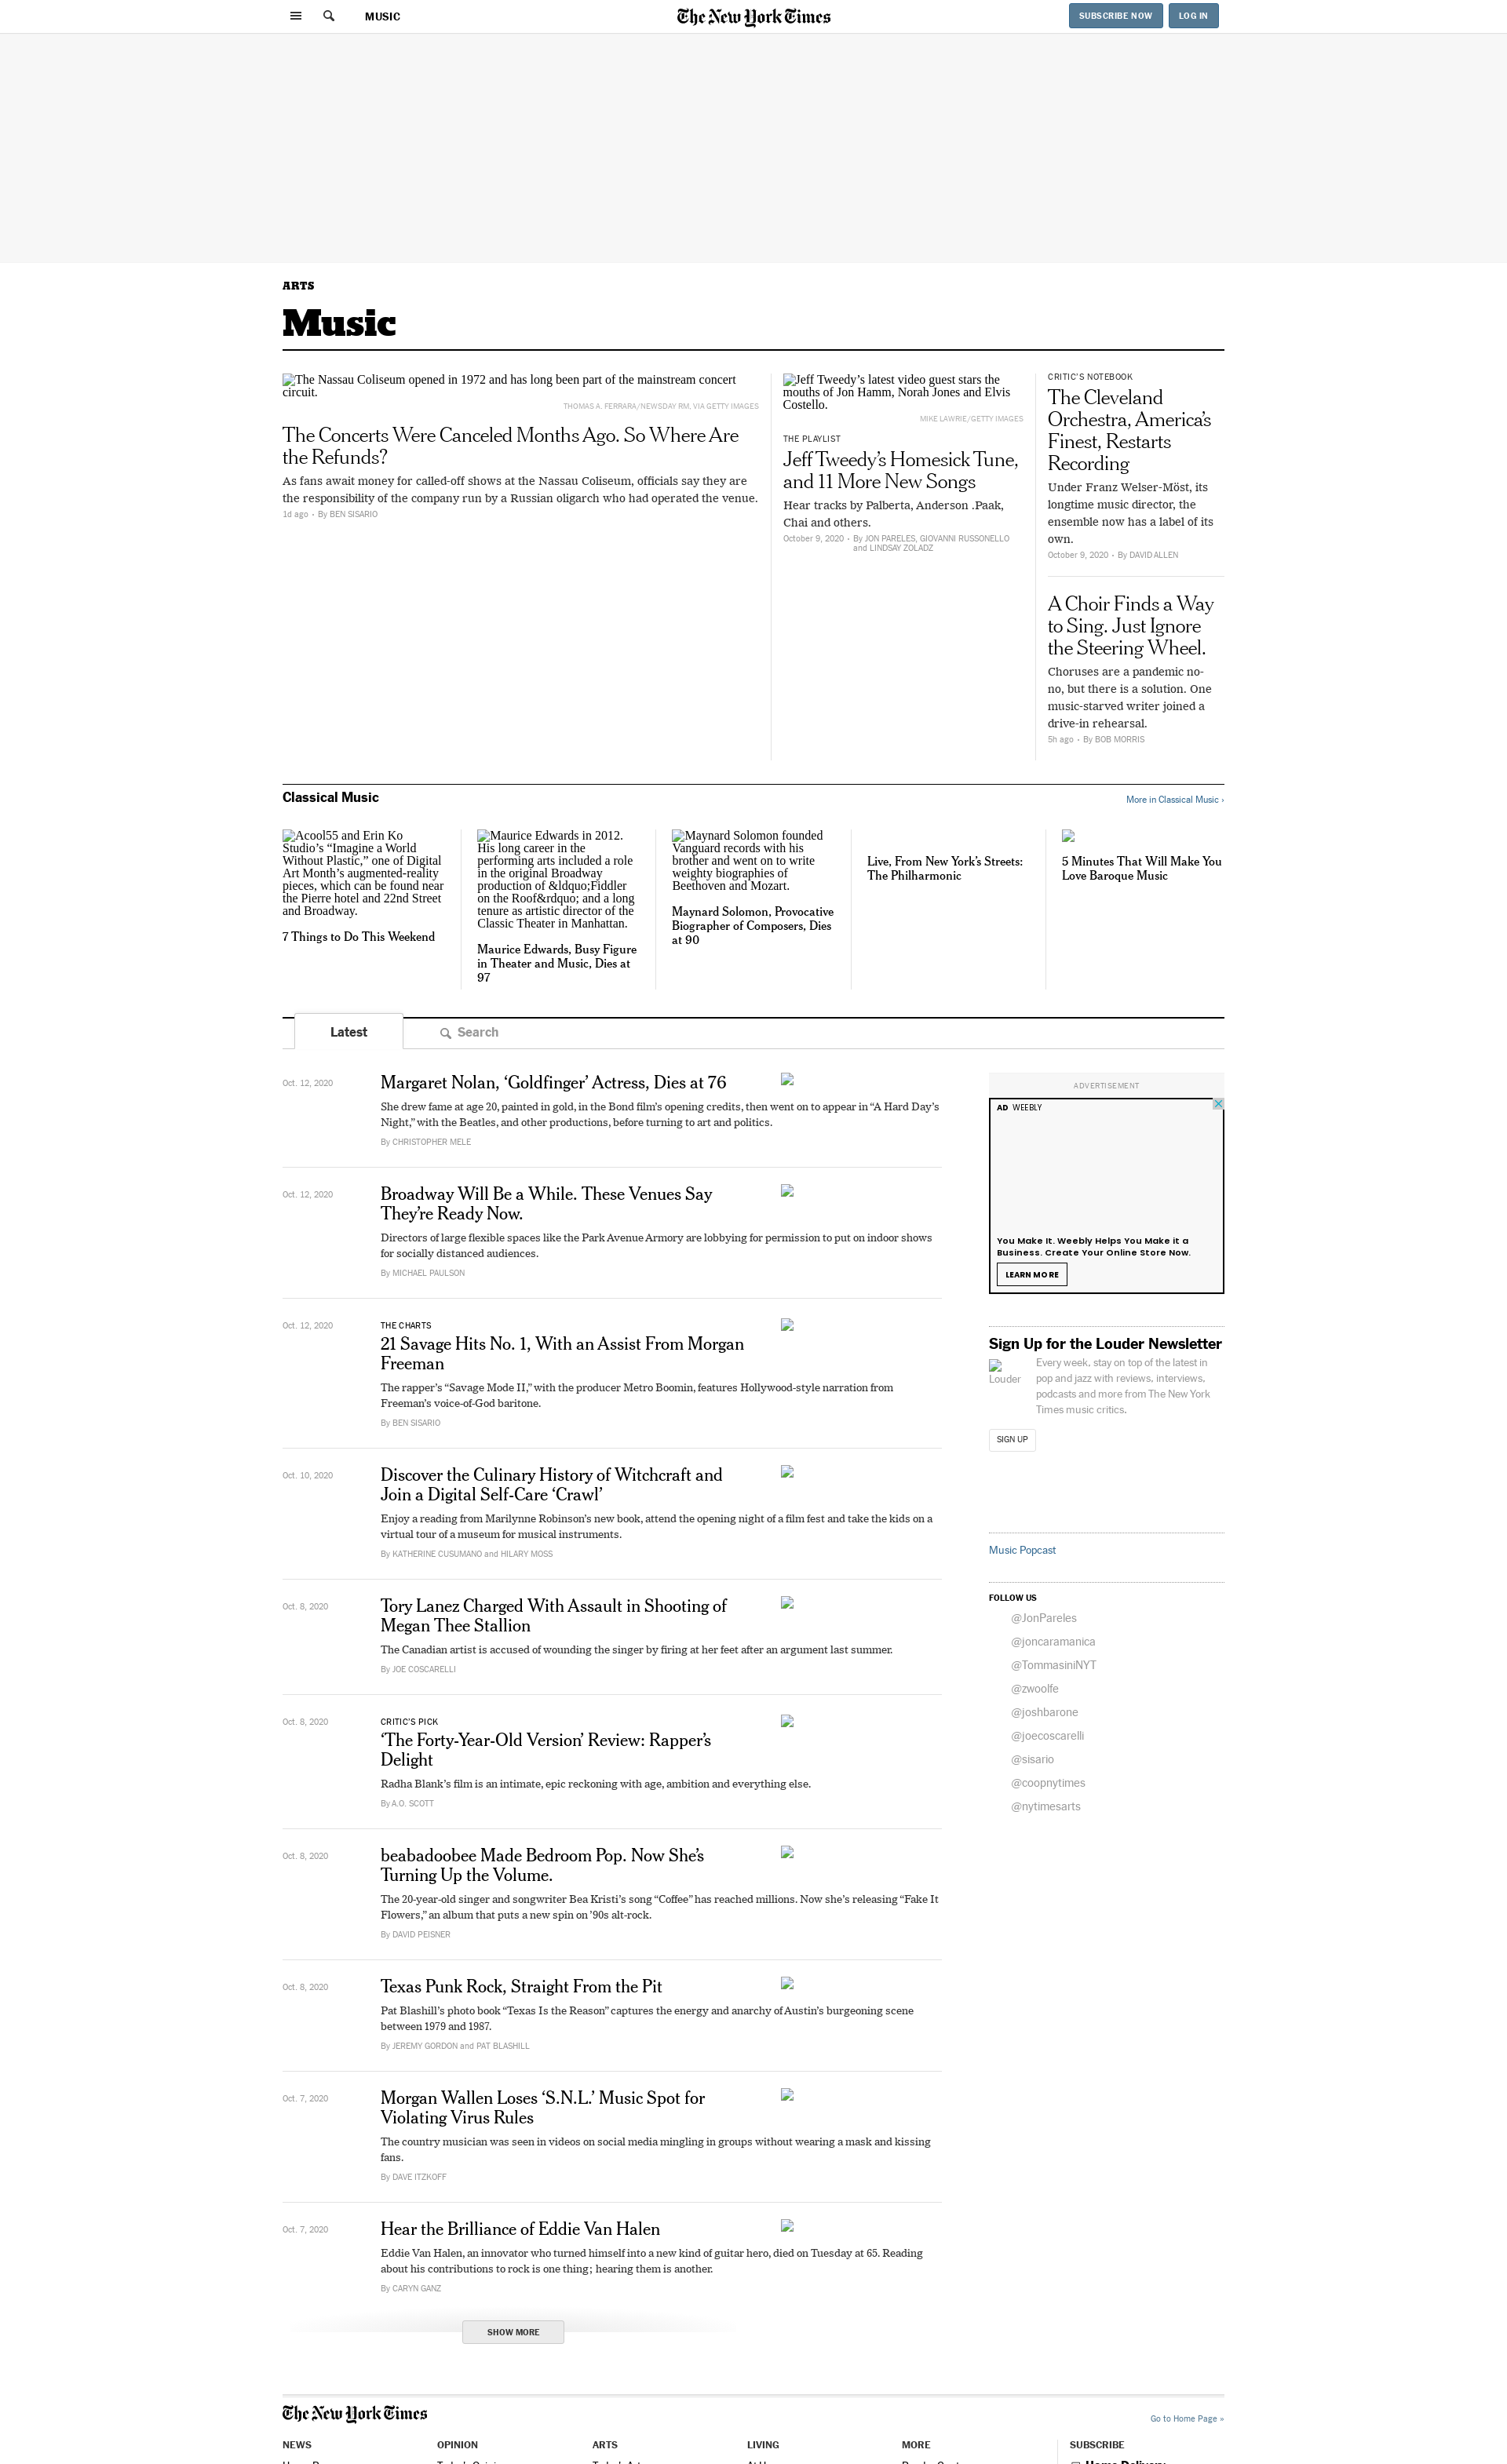 MUSIC
The New York Times
SUBSCRIBE NOW
LOG IN
ARTS
Music
The Nassau Coliseum opened in 1972 and has long been part of the mainstream concert
circuit.
THOMAS A. FERRARA/NEWSDAY RM, VIA GETTY IMAGES
The Concerts Were Canceled Months Ago. So Where Are
the Refunds?
As fans await money for called-off shows at the Nassau Coliseum, officials say they are
the responsibility of the company run by a Russian oligarch who had operated the venue.
1d ago • By BEN SISARIO
Jeff Tweedy’s latest video guest stars the
mouths of Jon Hamm, Norah Jones and Elvis
Costello.
MIKE LAWRIE/GETTY IMAGES
THE PLAYLIST
Jeff Tweedy’s Homesick Tune,
and 11 More New Songs
Hear tracks by Palberta, Anderson .Paak,
Chai and others.
October 9, 2020 • By JON PARELES, GIOVANNI RUSSONELLO
and LINDSAY ZOLADZ
CRITIC’S NOTEBOOK
The Cleveland
Orchestra, America’s
Finest, Restarts
Recording
Under Franz Welser-Möst, its
longtime music director, the
ensemble now has a label of its
own.
October 9, 2020 • By DAVID ALLEN
A Choir Finds a Way
to Sing. Just Ignore
the Steering Wheel.
Choruses are a pandemic no-
no, but there is a solution. One
music-starved writer joined a
drive-in rehearsal.
5h ago • By BOB MORRIS
Classical Music
More in Classical Music ›
Acool55 and Erin Ko
Studio’s “Imagine a World
Without Plastic,” one of Digital
Art Month’s augmented-reality
pieces, which can be found near
the Pierre hotel and 22nd Street
and Broadway.
7 Things to Do This Weekend
Maurice Edwards in 2012.
His long career in the
performing arts included a role
in the original Broadway
production of &ldquo;Fiddler
on the Roof&rdquo; and a long
tenure as artistic director of the
Classic Theater in Manhattan.
Maurice Edwards, Busy Figure
in Theater and Music, Dies at
97
Maynard Solomon founded
Vanguard records with his
brother and went on to write
weighty biographies of
Beethoven and Mozart.
Maynard Solomon, Provocative
Biographer of Composers, Dies
at 90
Live, From New York’s Streets:
The Philharmonic
5 Minutes That Will Make You
Love Baroque Music
Latest
Search
Oct. 12, 2020
Margaret Nolan, ‘Goldfinger’ Actress, Dies at 76
She drew fame at age 20, painted in gold, in the Bond film’s opening credits, then went on to appear in “A Hard Day’s
Night,” with the Beatles, and other productions, before turning to art and politics.
By CHRISTOPHER MELE
Oct. 12, 2020
Broadway Will Be a While. These Venues Say
They’re Ready Now.
Directors of large flexible spaces like the Park Avenue Armory are lobbying for permission to put on indoor shows
for socially distanced audiences.
By MICHAEL PAULSON
Oct. 12, 2020
THE CHARTS
21 Savage Hits No. 1, With an Assist From Morgan
Freeman
The rapper’s “Savage Mode II,” with the producer Metro Boomin, features Hollywood-style narration from
Freeman’s voice-of-God baritone.
By BEN SISARIO
Oct. 10, 2020
Discover the Culinary History of Witchcraft and
Join a Digital Self-Care ‘Crawl’
Enjoy a reading from Marilynne Robinson’s new book, attend the opening night of a film fest and take the kids on a
virtual tour of a museum for musical instruments.
By KATHERINE CUSUMANO and HILARY MOSS
Oct. 8, 2020
Tory Lanez Charged With Assault in Shooting of
Megan Thee Stallion
The Canadian artist is accused of wounding the singer by firing at her feet after an argument last summer.
By JOE COSCARELLI
Oct. 8, 2020
CRITIC’S PICK
‘The Forty-Year-Old Version’ Review: Rapper’s
Delight
Radha Blank’s film is an intimate, epic reckoning with age, ambition and everything else.
By A.O. SCOTT
Oct. 8, 2020
beabadoobee Made Bedroom Pop. Now She’s
Turning Up the Volume.
The 20-year-old singer and songwriter Bea Kristi’s song “Coffee” has reached millions. Now she’s releasing “Fake It
Flowers,” an album that puts a new spin on ’90s alt-rock.
By DAVID PEISNER
Oct. 8, 2020
Texas Punk Rock, Straight From the Pit
Pat Blashill’s photo book “Texas Is the Reason” captures the energy and anarchy of Austin’s burgeoning scene
between 1979 and 1987.
By JEREMY GORDON and PAT BLASHILL
Oct. 7, 2020
Morgan Wallen Loses ‘S.N.L.’ Music Spot for
Violating Virus Rules
The country musician was seen in videos on social media mingling in groups without wearing a mask and kissing
fans.
By DAVE ITZKOFF
Oct. 7, 2020
Hear the Brilliance of Eddie Van Halen
Eddie Van Halen, an innovator who turned himself into a new kind of guitar hero, died on Tuesday at 65. Reading
about his contributions to rock is one thing; hearing them is another.
By CARYN GANZ
SHOW MORE
ADVERTISEMENT
AD WEEBLY
You Make It. Weebly Helps You Make it a
Business. Create Your Online Store Now.
LEARN MORE
Sign Up for the Louder Newsletter
Louder
Every week, stay on top of the latest in
pop and jazz with reviews, interviews,
podcasts and more from The New York
Times music critics.
SIGN UP
Music Popcast
FOLLOW US
@JonPareles
@joncaramanica
@TommasiniNYT
@zwoolfe
@joshbarone
@joecoscarelli
@sisario
@coopnytimes
@nytimesarts
The New York Times
Go to Home Page »
NEWS
OPINION
ARTS
LIVING
MORE
SUBSCRIBE